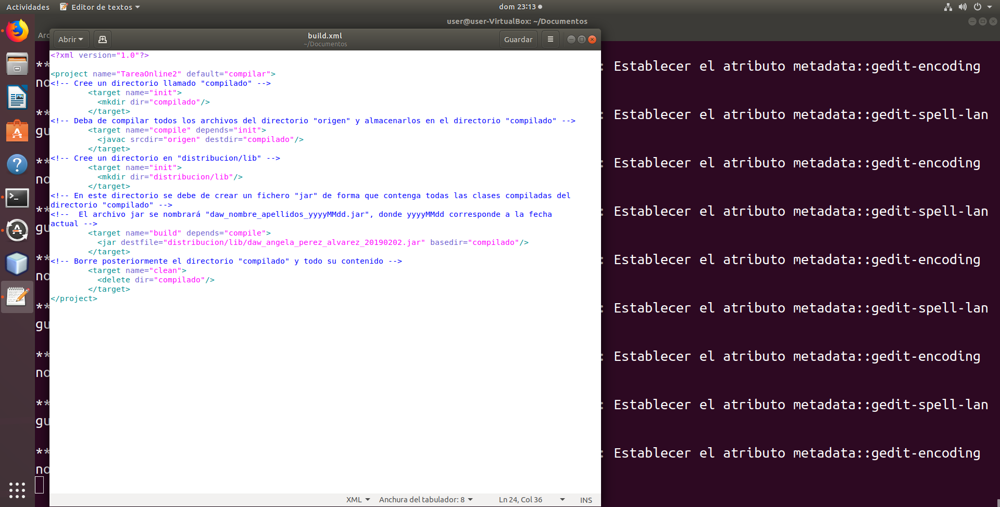 Actividades
Editor de textos
dom 23:13
user@user-VirtualBox: ~/Documentos
Abrir
build.xml
~/Documentos
Guardar
<?xml version="1.0"?>
<project name="TareaOnline2" default="compilar">
<!-- Cree un directorio llamado "compilado" -->
<target name="init">
<mkdir dir="compilado"/>
</target>
<!-- Deba de compilar todos los archivos del directorio "origen" y almacenarlos en el directorio "compilado" -->
<target name="compile" depends="init">
<javac srcdir="origen" destdir="compilado"/>
</target>
<!-- Cree un directorio en "distribucion/lib" -->
<target name="init">
<mkdir dir="distribucion/lib"/>
</target>
<!-- En este directorio se debe de crear un fichero "jar" de forma que contenga todas las clases compiladas del
directorio "compilado" -->
<!--  El archivo jar se nombrará "daw_nombre_apellidos_yyyyMMdd.jar", donde yyyyMMdd corresponde a la fecha
actual -->
<target name="build" depends="compile">
<jar destfile="distribucion/lib/daw_angela_perez_alvarez_20190202.jar" basedir="compilado"/>
</target>
<!-- Borre posteriormente el directorio "compilado" y todo su contenido -->
<target name="clean">
<delete dir="compilado"/>
</target>
</project>
XML
Anchura del tabulador: 8
Ln 24, Col 36
INS
Arc
** : Establecer el atributo metadata::gedit-encoding
no
** : Establecer el atributo metadata::gedit-spell-lan
gu
** : Establecer el atributo metadata::gedit-encoding
no
** : Establecer el atributo metadata::gedit-spell-lan
gu
** : Establecer el atributo metadata::gedit-encoding
no
** : Establecer el atributo metadata::gedit-spell-lan
gu
** : Establecer el atributo metadata::gedit-encoding
no
** : Establecer el atributo metadata::gedit-spell-lan
gu
** : Establecer el atributo metadata::gedit-encoding
no